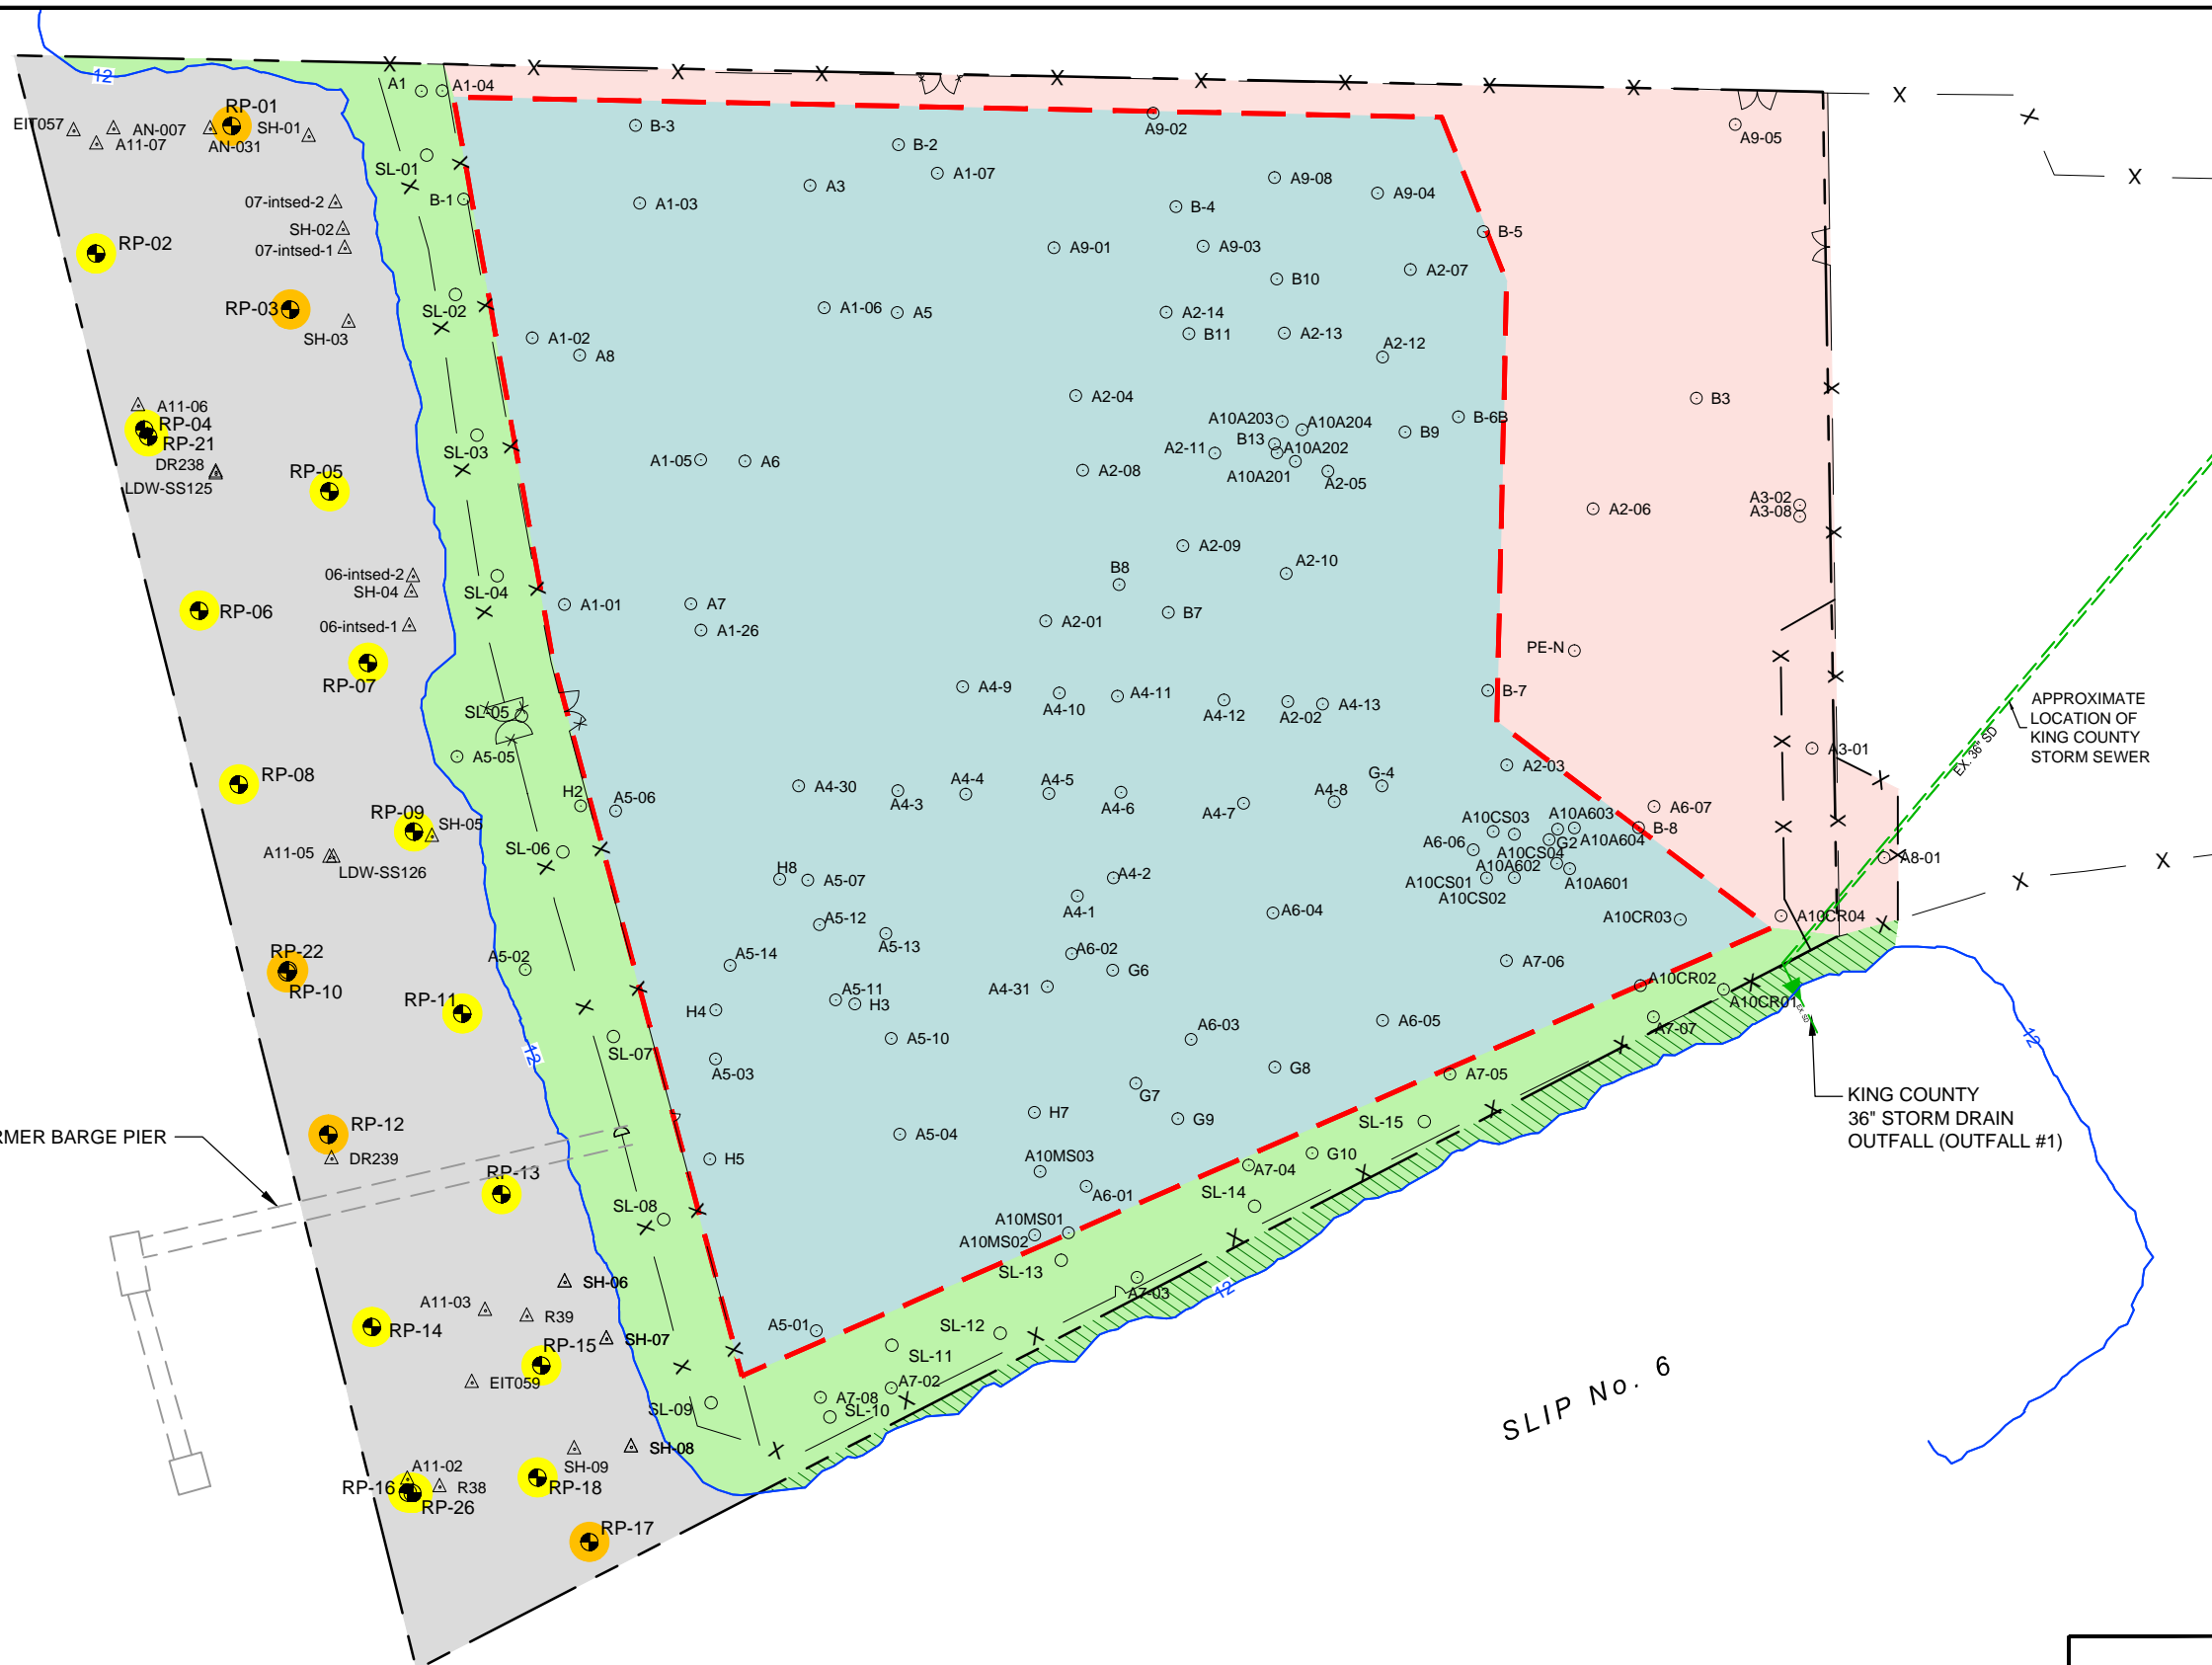 12
A1
A1-04
RP-01
EIT057
AN-007
SH-01
A11-07
AN-031
B-3
A9-02
A9-05
B-2
SL-01
A1-07
A3
A9-08
A9-04
07-intsed-2
B-1
A1-03
B-4
SH-02
B-5
RP-02
07-intsed-1
A9-01
A9-03
A2-07
B10
RP-03
SL-02
A1-06
A5
A2-14
SH-03
A1-02
B11
A2-13
A8
A2-12
A2-04
B3
A11-06
RP-04
A10A203
A10A204
B9
B-6B
RP-21
SL-03
B13
A2-11
A10A202
DR238
RP-05
A1-05
A6
A2-08
A10A201
A2-05
LDW-SS125
A3-02
A3-08
A2-06
A2-09
A2-10
06-intsed-2
B8
SH-04
SL-04
A1-01
A7
RP-06
B7
06-intsed-1
A1-26
A2-01
PE-N
RP-07
A4-9
A4-10
A4-11
B-7
SL-05
A4-12
A2-02
A4-13
APPROXIMATE
LOCATION OF
KING COUNTY
STORM SEWER
EX. 36" SD
A5-05
A3-01
A2-03
RP-08
H2
A5-06
A4-30
A4-3
A4-4
A4-5
A4-6
A4-7
A4-8
G-4
A6-07
RP-09
SH-05
A10CS03
A10A603
B-8
A10A604
G2
A6-06
A10CS04
A11-05
SL-06
A8-01
LDW-SS126
A10A602
H8
A5-07
A4-2
A10CS01
A10A601
A10CS02
A4-1
A5-12
A6-04
A10CR03
A10CR04
A5-13
RP-22
A5-02
A5-14
A6-02
G6
A7-06
RP-10
A10CR02
A4-31
RP-11
A5-11
H3
A10CR01
H4
EX SD
A6-05
A7-07
A5-10
A6-03
12
SL-07
12
A5-03
G8
A7-05
G7
KING COUNTY
36" STORM DRAIN
OUTFALL (OUTFALL #1)
RP-12
RMER BARGE PIER
H7
G9
SL-15
A5-04
DR239
H5
G10
RP-13
A10MS03
A7-04
A6-01
SL-14
SL-08
A10MS01
A10MS02
SL-13
SH-06
A7-03
12
A11-03
R39
RP-14
A5-01
SL-12
RP-15
SH-07
SL-11
EIT059
A7-02
SLIP No. 6
A7-08
SL-09
SL-10
SH-08
A11-02
SH-09
RP-16
R38
RP-18
RP-26
RP-17